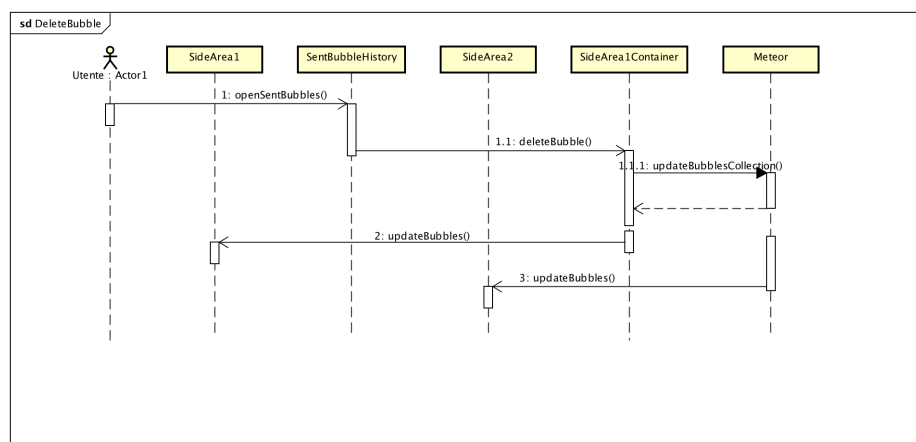 sd DeleteBubble
Utente : Actor1
SideArea1
SentBubbleHistory
SideArea2
SideArea1Container
Meteor
1: openSentBubbles()
1.1: deleteBubble()
1.1.1: updateBubblesCollection()
2: updateBubbles()
3: updateBubbles()